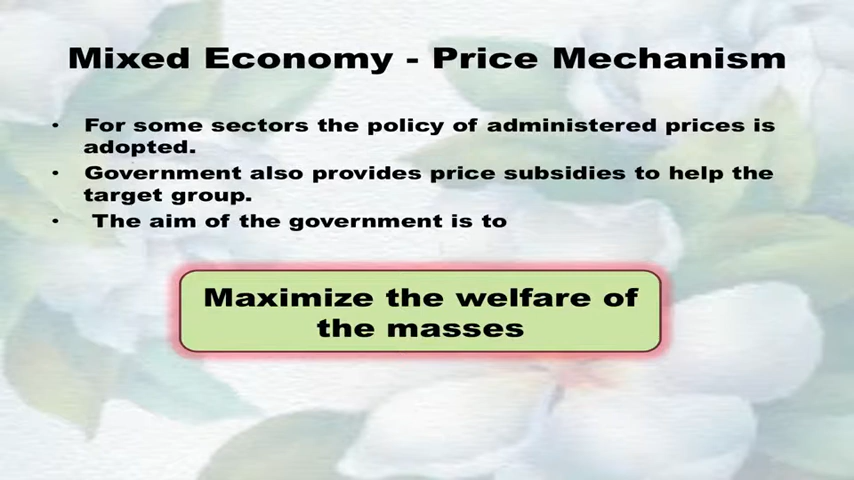 Mixed Economy - Price Mechanism
• For some sectors the policy of administered prices is
adopted.
• Government also provides price subsidies to help the
target group.
• The aim of the government is to
Maximize the welfare of
the masses